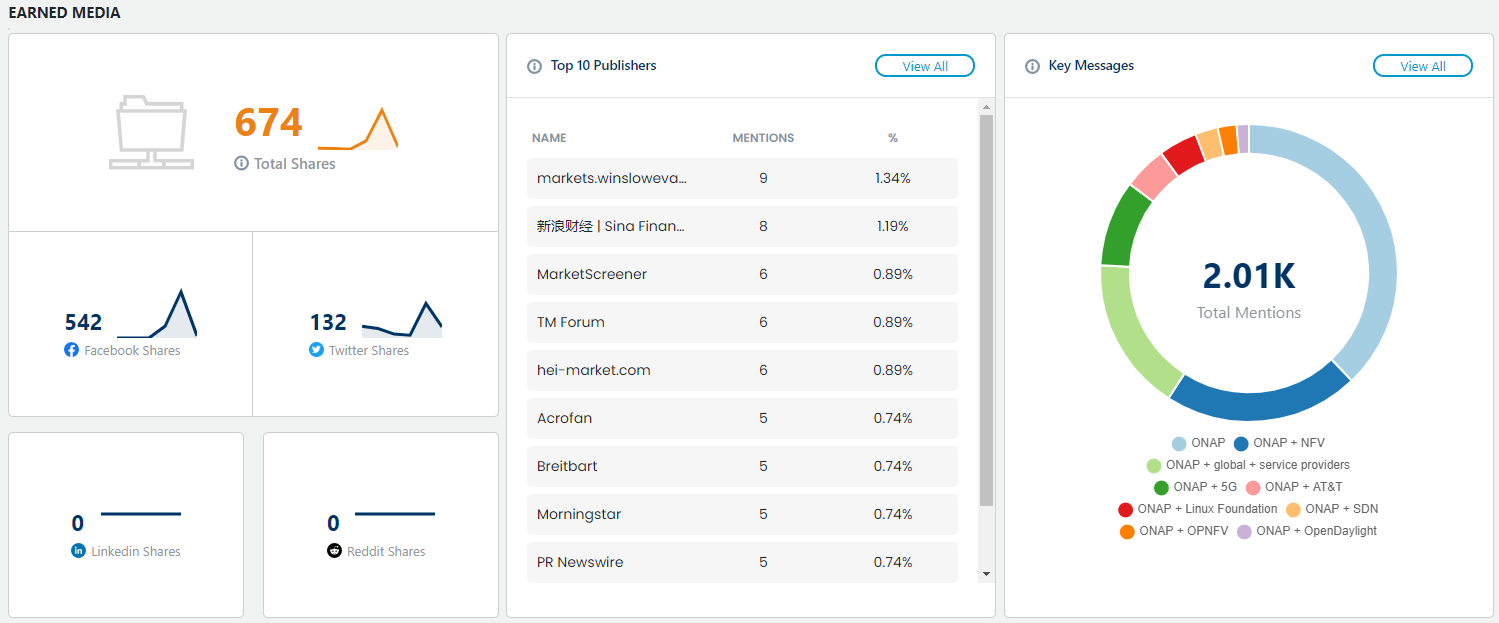 EARNED MEDIA
674
Total Shares
542
Facebook Shares
132
Twitter Shares
0
Linkedin Shares
0
Reddit Shares
Top 10 Publishers
View All
NAME MENTIONS %
markets.winsloweva... 9 1.34%
新浪财经 | Sina Finan... 8 1.19%
MarketScreener 6 0.89%
TM Forum 6 0.89%
hei-market.com 6 0.89%
Acrofan 5 0.74%
Breitbart 5 0.74%
Morningstar 5 0.74%
PR Newswire 5 0.74%
Key Messages
View All
2.01K
Total Mentions
ONAP ONAP + NFV
ONAP + global + service providers
ONAP + 5G ONAP + AT&T
ONAP + Linux Foundation ONAP + SDN
ONAP + OPNFV ONAP + OpenDaylight